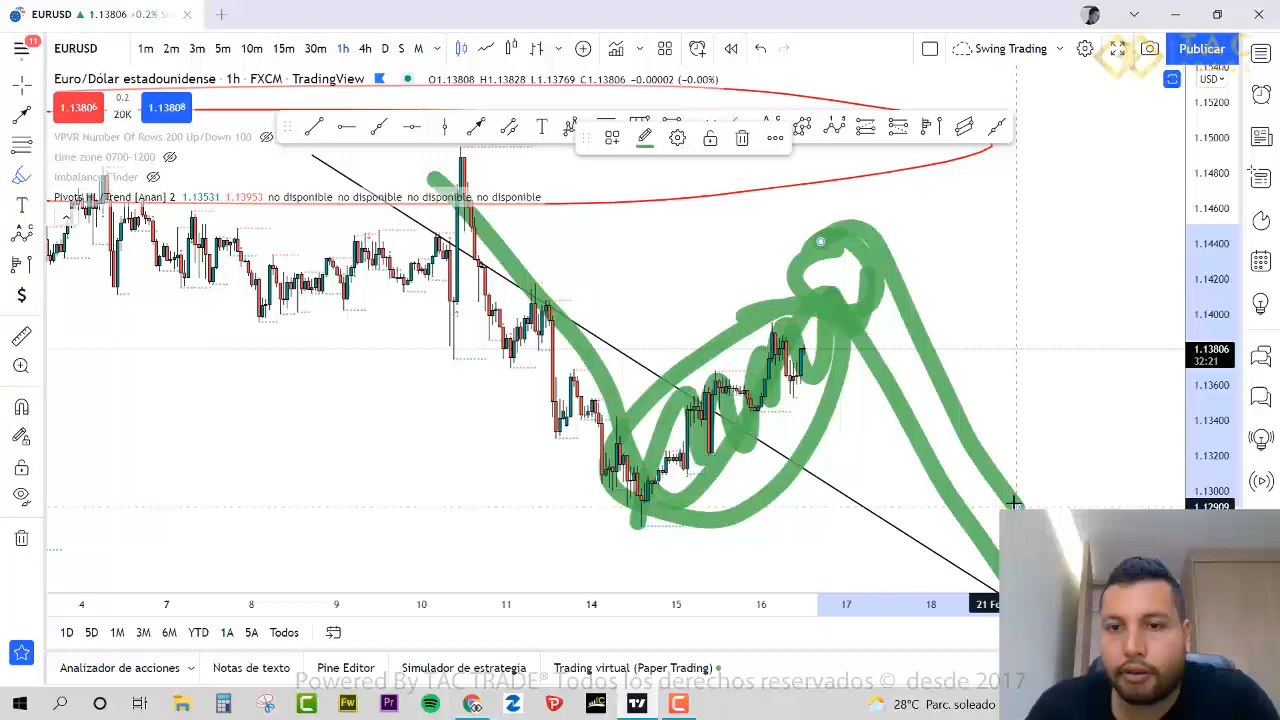 EURUSD 1.13806 +0.2%
11
EURUSD 1m 2m 3m 5m 10m 15m 30m 1h 4h D S M Swing Trading Publicar
Euro/Dólar estadounidense · 1h · FXCM · TradingView O1.13808 H1.13828 L1.13769 C1.13806 −0.00002 (−0.00%)
USD
1.13806 0.2 20K 1.13808
VPVR Number Of Rows 200 Up/Down 100
time zone 0700-1200
Imbalance Finder
Pivots HL/Trend [Anan] 2 1.13531 1.13953 no disponible no disponible no disponible no disponible
1.15200
1.15000
1.14800
1.14600
1.14400
1.14200
1.14000
1.13806
32:21
1.13600
1.13400
1.13200
1.13000
1.12909
4 7 8 9 10 11 14 15 16 17 18 21 Fe
1D 5D 1M 3M 6M YTD 1A 5A Todos
Analizador de acciones Notas de texto Pine Editor Simulador de estrategia Trading virtual (Paper Trading)
Powered By TAC TRADE® Todos los derechos reservados © desde 2017
28°C Parc. soleado